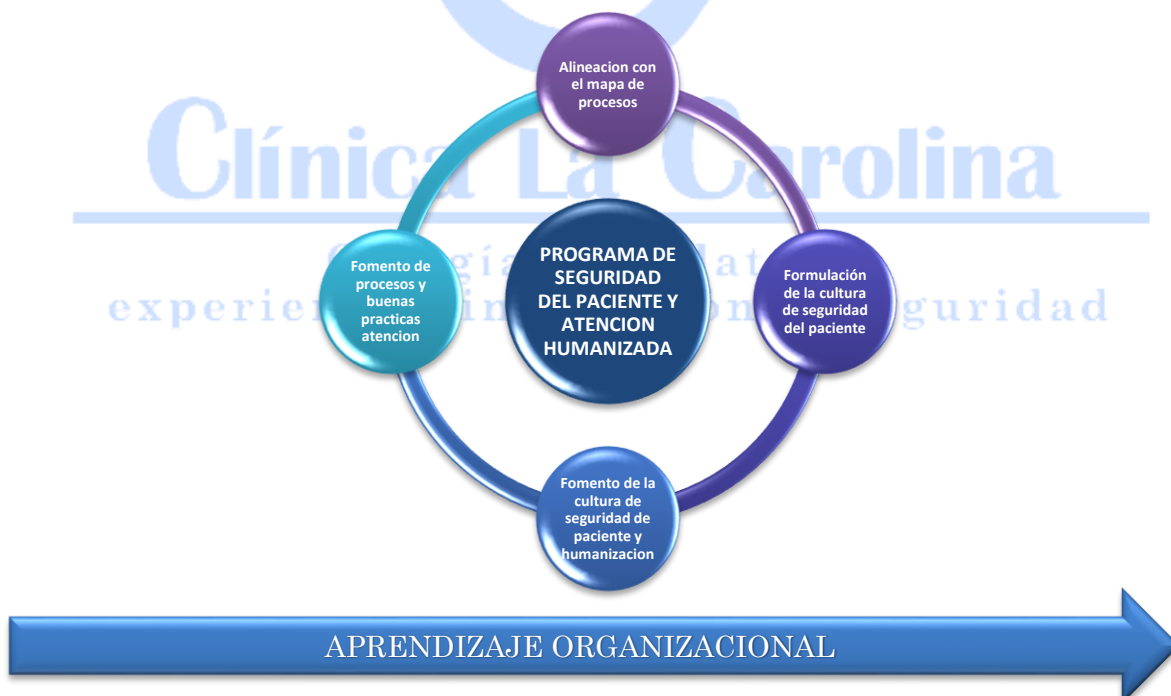 Alineacion con
el mapa de
procesos
Clínica La Carolina
PROGRAMA DE
SEGURIDAD
DEL PACIENTE Y
ATENCION
HUMANIZADA
Fomento de
procesos y
buenas
practicas
atencion
Formulación
de la cultura
de seguridad
del paciente
Fomento de la
cultura de
seguridad de
paciente y
humanizacion
APRENDIZAJE ORGANIZACIONAL